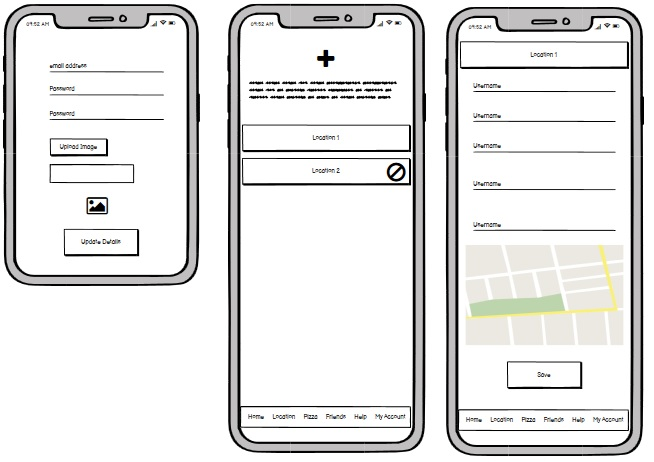 09:52 AM
email address
Password
Password
Upload Image
Update Details
09:52 AM
Location 1
Location 2
Home Location Pizza Friends Help My Account
09:52 AM
Location 1
Username
Username
Username
Username
Username
Save
Home Location Pizza Friends Help My Account